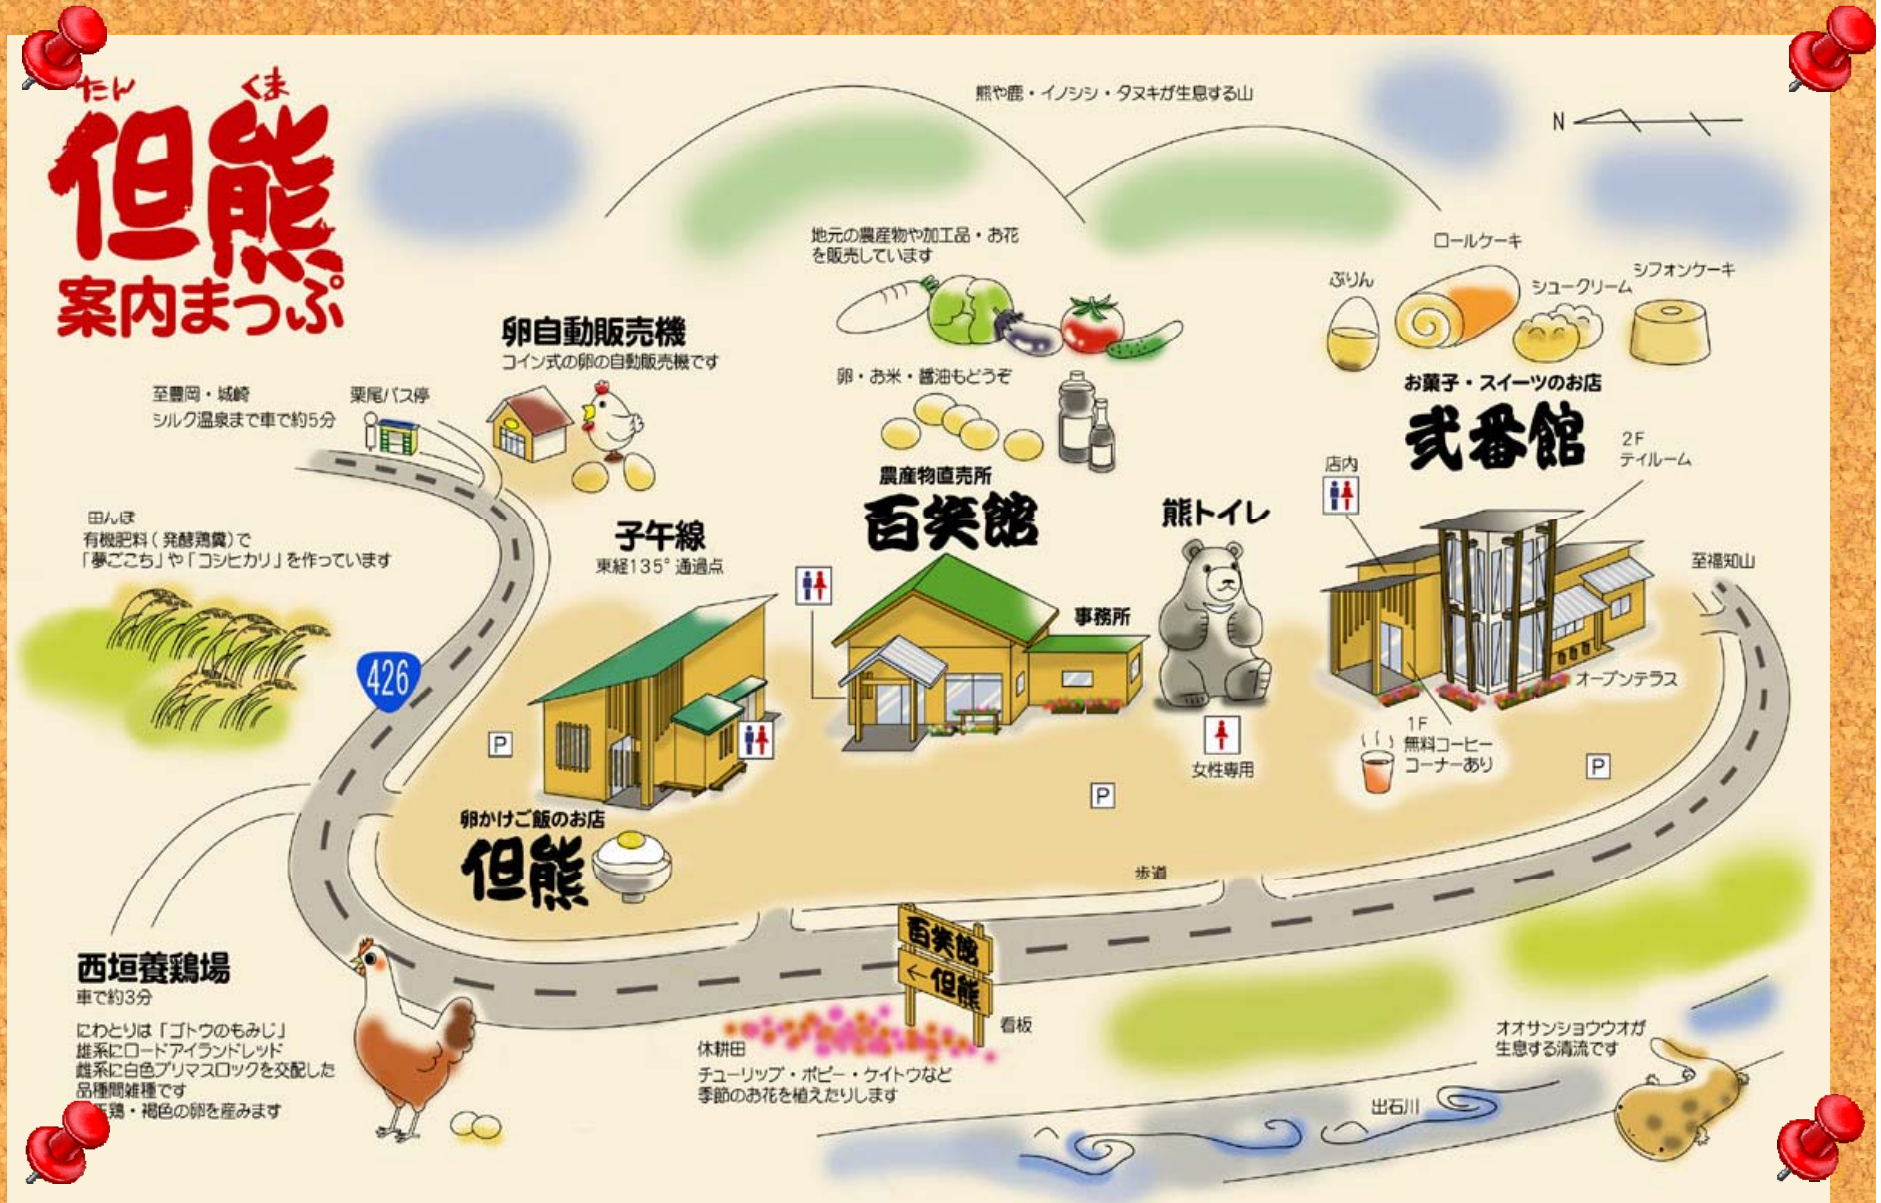 たん くま
但熊
案内まっぷ
熊や鹿・イノシシ・タヌキが生息する山
N
地元の農産物や加工品・お花
を販売しています
ロールケーキ
ぷりん
シュークリーム
シフォンケーキ
卵自動販売機
コイン式の卵の自動販売機です
卵・お米・醤油もどうぞ
お菓子・スイーツのお店
弐番館
2F
ティルーム
店内
至豊岡・城崎
シルク温泉まで車で約5分
栗尾バス停
農産物直売所
百笑館
熊トイレ
田んぼ
有機肥料(発酵鶏糞)で
「夢ごこち」や「コシヒカリ」を作っています
子午線
東経135°通過点
事務所
至福知山
426
オープンテラス
P
女性専用
1F
無料コーヒー
コーナーあり
P
P
卵かけご飯のお店
但熊
歩道
百笑館
←但熊
看板
西垣養鶏場
車で約3分
にわとりは「ゴトウのもみじ」
雄系にロードアイランドレッド
雌系に白色プリマスロックを交配した
品種間雑種です
玉鶏・褐色の卵を産みます
休耕田
チューリップ・ポピー・ケイトウなど
季節のお花を植えたりします
オオサンショウウオが
生息する清流です
出石川